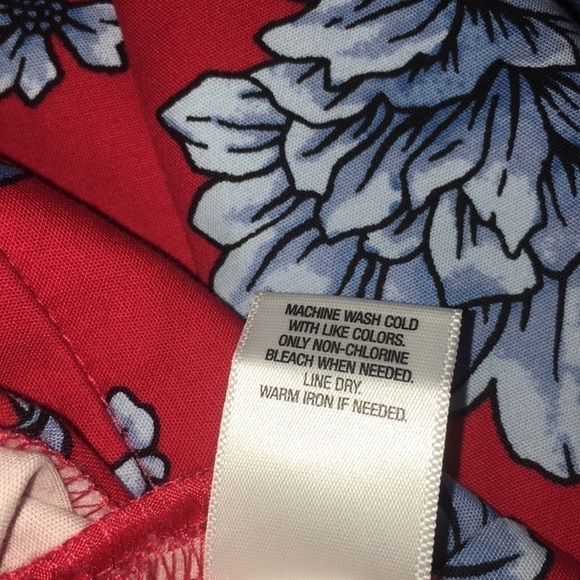 MACHINE WASH COLD
WITH LIKE COLORS.
ONLY NON-CHLORINE
BLEACH WHEN NEEDED.
LINE DRY.
WARM IRON IF NEEDED.